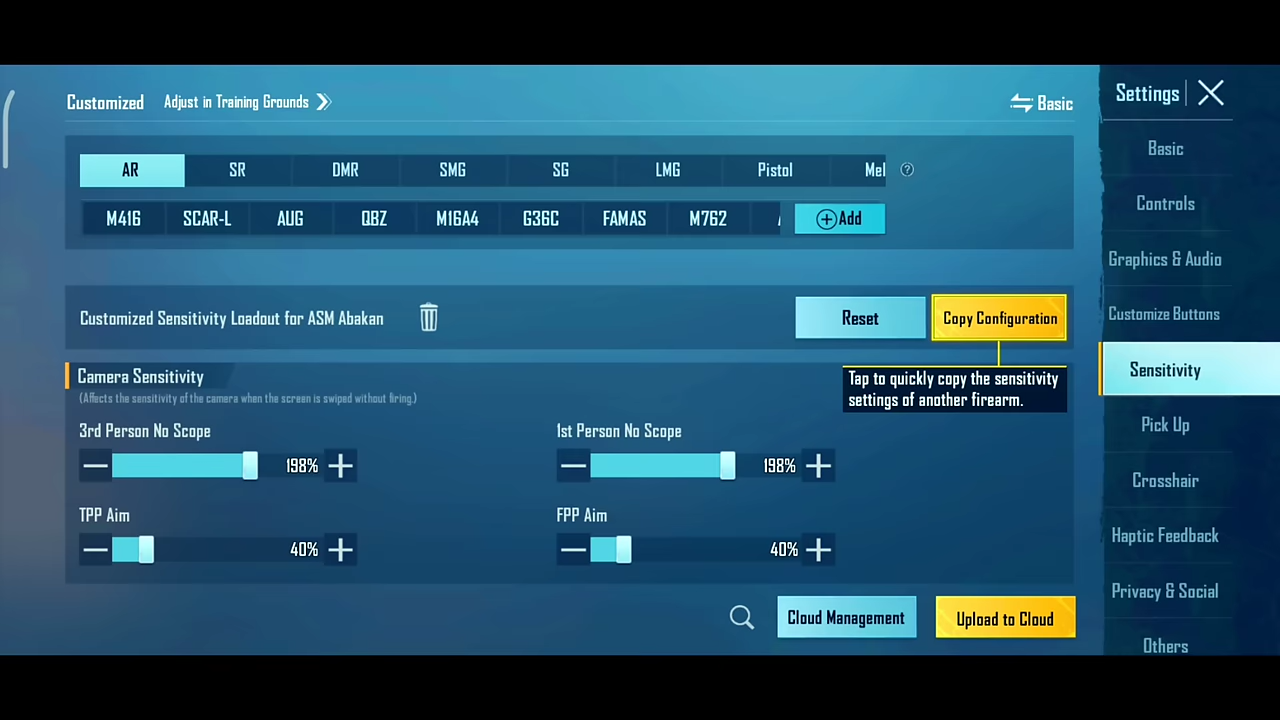 Customized Adjust in Training Grounds
Basic
AR SR DMR SMG SG LMG Pistol Mel
M416 SCAR-L AUG QBZ M16A4 G36C FAMAS M762 Add
Customized Sensitivity Loadout for ASM Abakan
Reset
Copy Configuration
Tap to quickly copy the sensitivity
settings of another firearm.
Camera Sensitivity
(Affects the sensitivity of the camera when the screen is swiped without firing.)
3rd Person No Scope
198%
1st Person No Scope
198%
TPP Aim
40%
FPP Aim
40%
Cloud Management
Upload to Cloud
Settings
Basic
Controls
Graphics & Audio
Customize Buttons
Sensitivity
Pick Up
Crosshair
Haptic Feedback
Privacy & Social
Others